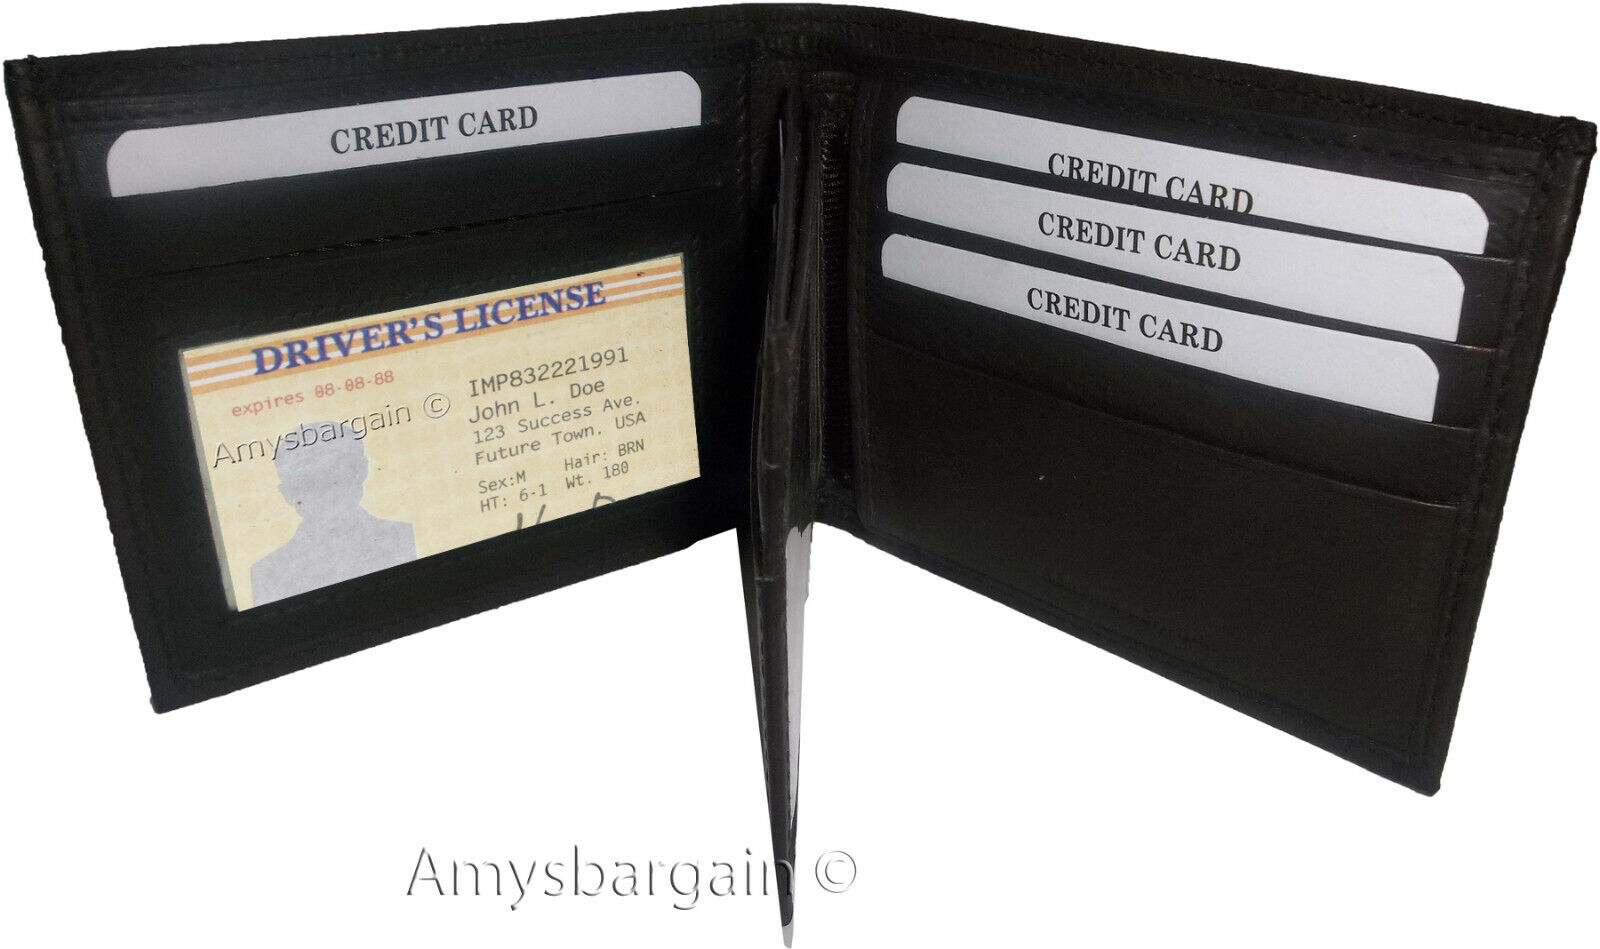 CREDIT CARD
DRIVER'S LICENSE
expires 08-08-88
Amysbargain ©
IMP832221991
John L. Doe
123 Success Ave.
Future Town, USA
Sex:M Hair: BRN
HT: 6-1 Wt. 180
CREDIT CARD
CREDIT CARD
CREDIT CARD
Amysbargain ©